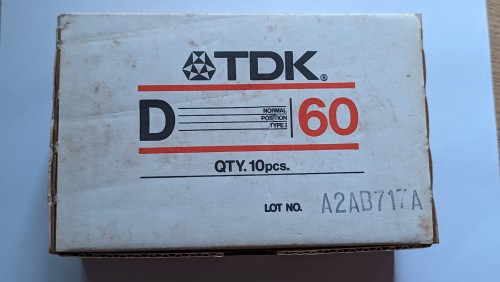 TDK®
D NORMAL POSITION TYPE I 60
QTY. 10pcs.
LOT NO. A2AB717A